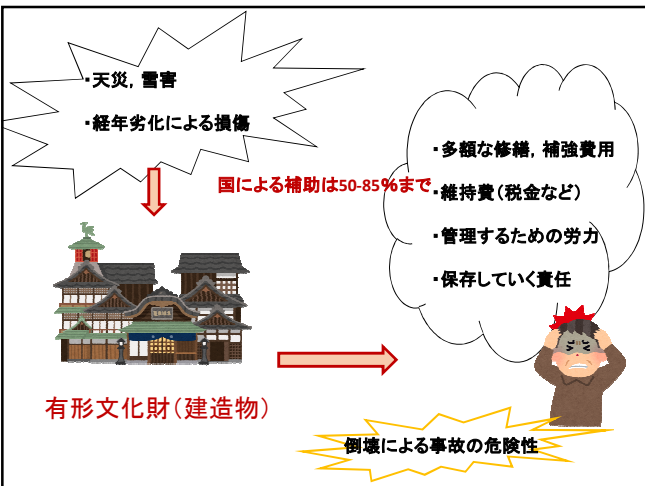 ・天災，雪害
・経年劣化による損傷
国による補助は50-85%まで
・多額な修繕，補強費用
・維持費（税金など）
・管理するための労力
・保存していく責任
有形文化財（建造物）
倒壊による事故の危険性